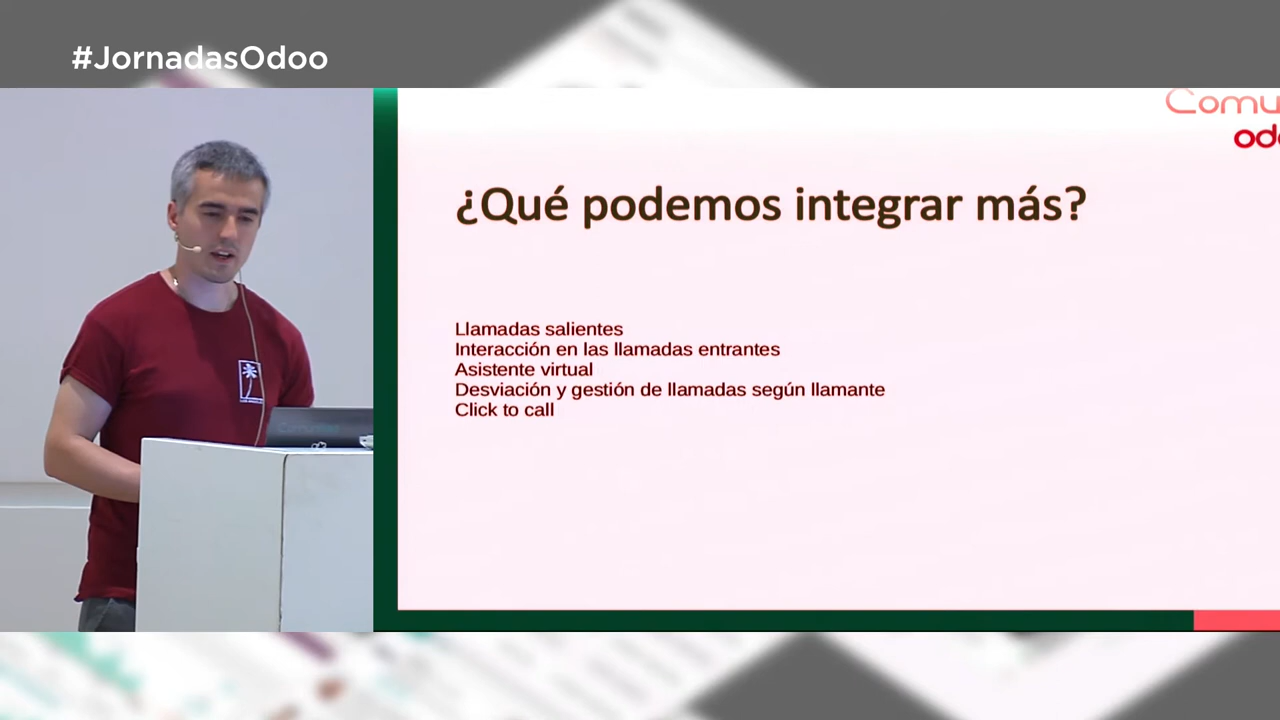 #JornadasOdoo
¿Qué podemos integrar más?
Llamadas salientes
Interacción en las llamadas entrantes
Asistente virtual
Desviación y gestión de llamadas según llamante
Click to call